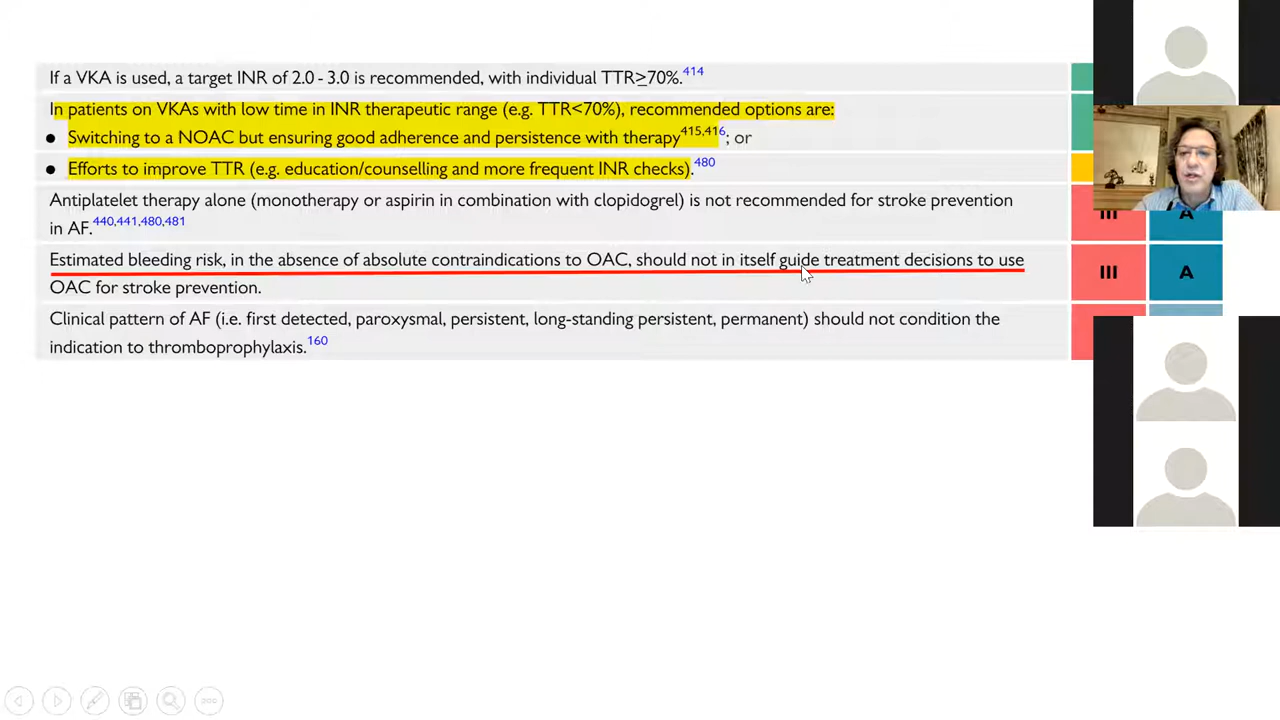 If a VKA is used, a target INR of 2.0 - 3.0 is recommended, with individual TTR≥70%.414
In patients on VKAs with low time in INR therapeutic range (e.g. TTR<70%), recommended options are:
● Switching to a NOAC but ensuring good adherence and persistence with therapy415,416; or
● Efforts to improve TTR (e.g. education/counselling and more frequent INR checks).480
Antiplatelet therapy alone (monotherapy or aspirin in combination with clopidogrel) is not recommended for stroke prevention
in AF.440,441,480,481
III A
Estimated bleeding risk, in the absence of absolute contraindications to OAC, should not in itself guide treatment decisions to use
OAC for stroke prevention.
III A
Clinical pattern of AF (i.e. first detected, paroxysmal, persistent, long-standing persistent, permanent) should not condition the
indication to thromboprophylaxis.160